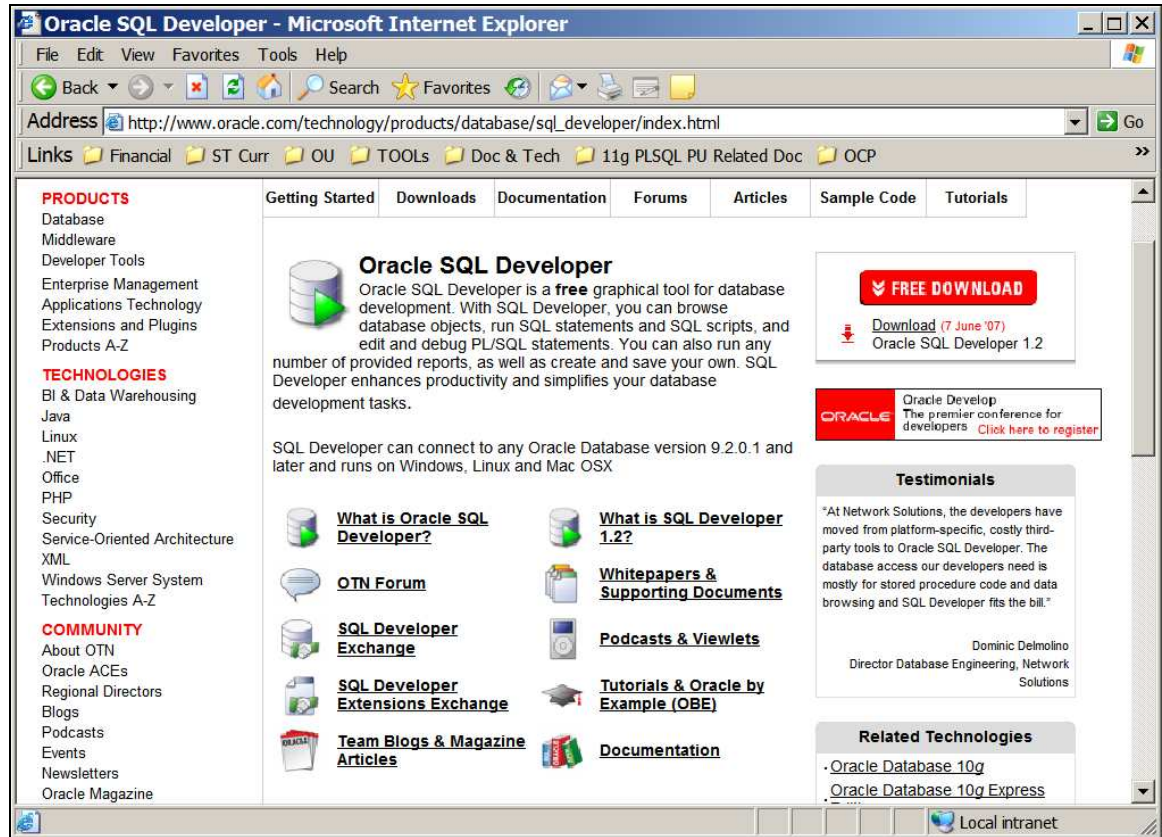 Oracle SQL Developer - Microsoft Internet Explorer
File Edit View Favorites Tools Help
Back Search Favorites
Address http://www.oracle.com/technology/products/database/sql_developer/index.html Go
Links Financial ST Curr OU TOOLs Doc & Tech 11g PLSQL PU Related Doc OCP »
PRODUCTS
Database
Middleware
Developer Tools
Enterprise Management
Applications Technology
Extensions and Plugins
Products A-Z
TECHNOLOGIES
BI & Data Warehousing
Java
Linux
.NET
Office
PHP
Security
Service-Oriented Architecture
XML
Windows Server System
Technologies A-Z
COMMUNITY
About OTN
Oracle ACEs
Regional Directors
Blogs
Podcasts
Events
Newsletters
Oracle Magazine
Getting Started Downloads Documentation Forums Articles Sample Code Tutorials
Oracle SQL Developer
Oracle SQL Developer is a free graphical tool for database
development. With SQL Developer, you can browse
database objects, run SQL statements and SQL scripts, and
edit and debug PL/SQL statements. You can also run any
number of provided reports, as well as create and save your own. SQL
Developer enhances productivity and simplifies your database
development tasks.
SQL Developer can connect to any Oracle Database version 9.2.0.1 and
later and runs on Windows, Linux and Mac OSX
What is Oracle SQL
Developer?
What is SQL Developer
1.2?
OTN Forum
Whitepapers &
Supporting Documents
SQL Developer
Exchange
Podcasts & Viewlets
SQL Developer
Extensions Exchange
Tutorials & Oracle by
Example (OBE)
ORACLE
Team Blogs & Magazine
Articles
Documentation
FREE DOWNLOAD
Download (7 June '07)
Oracle SQL Developer 1.2
ORACLE
Oracle Develop
The premier conference for
developers Click here to register
Testimonials
"At Network Solutions, the developers have
moved from platform-specific, costly third-
party tools to Oracle SQL Developer. The
database access our developers need is
mostly for stored procedure code and data
browsing and SQL Developer fits the bill."
Dominic Delmolino
Director Database Engineering, Network
Solutions
Related Technologies
· Oracle Database 10g
· Oracle Database 10g Express
Local intranet